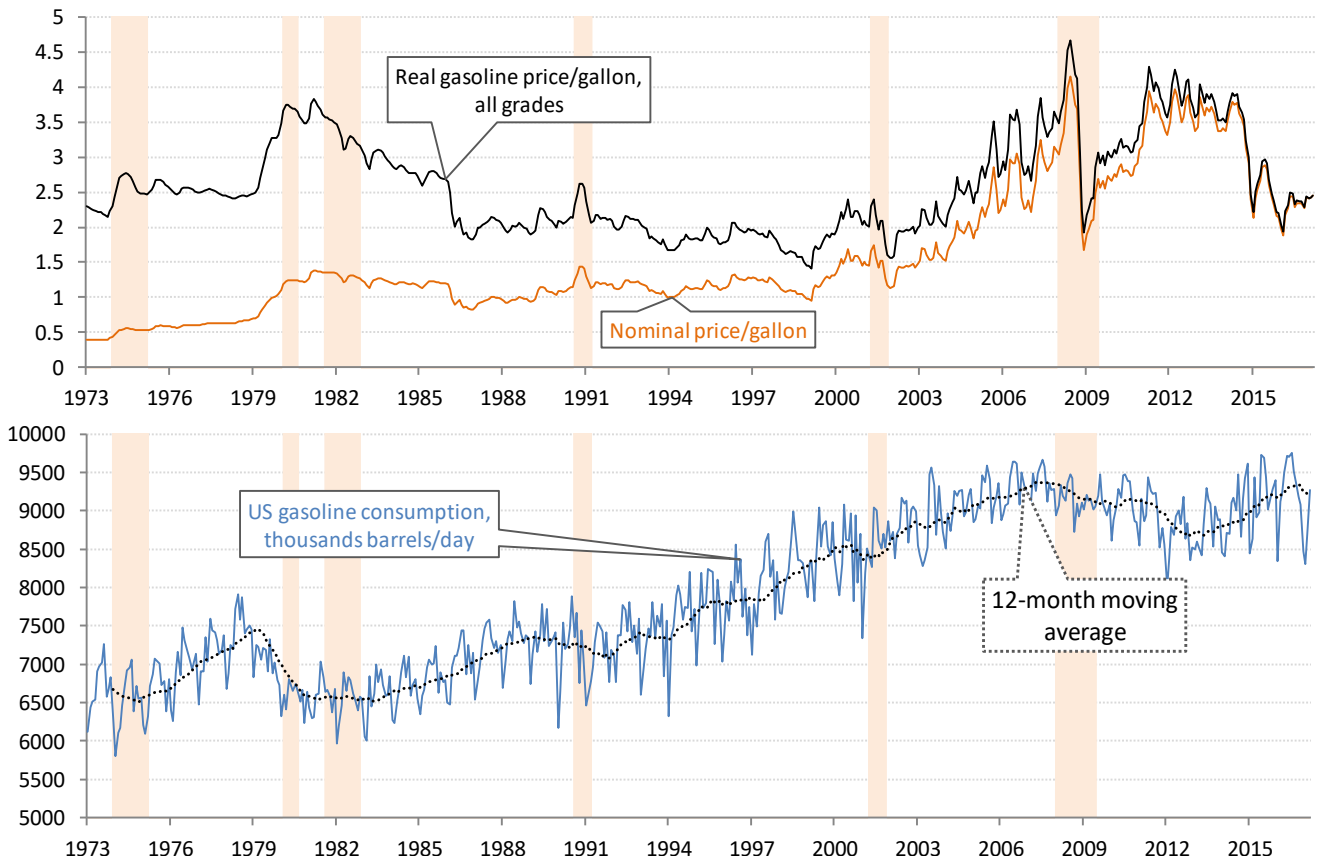 5
4.5
4
3.5
3
2.5
2
1.5
1
0.5
0
Real gasoline price/gallon,
all grades
Nominal price/gallon
1973 1976 1979 1982 1985 1988 1991 1994 1997 2000 2003 2006 2009 2012 2015
10000
9500
9000
8500
8000
7500
7000
6500
6000
5500
5000
US gasoline consumption,
thousands barrels/day
12-month moving
average
1973 1976 1979 1982 1985 1988 1991 1994 1997 2000 2003 2006 2009 2012 2015